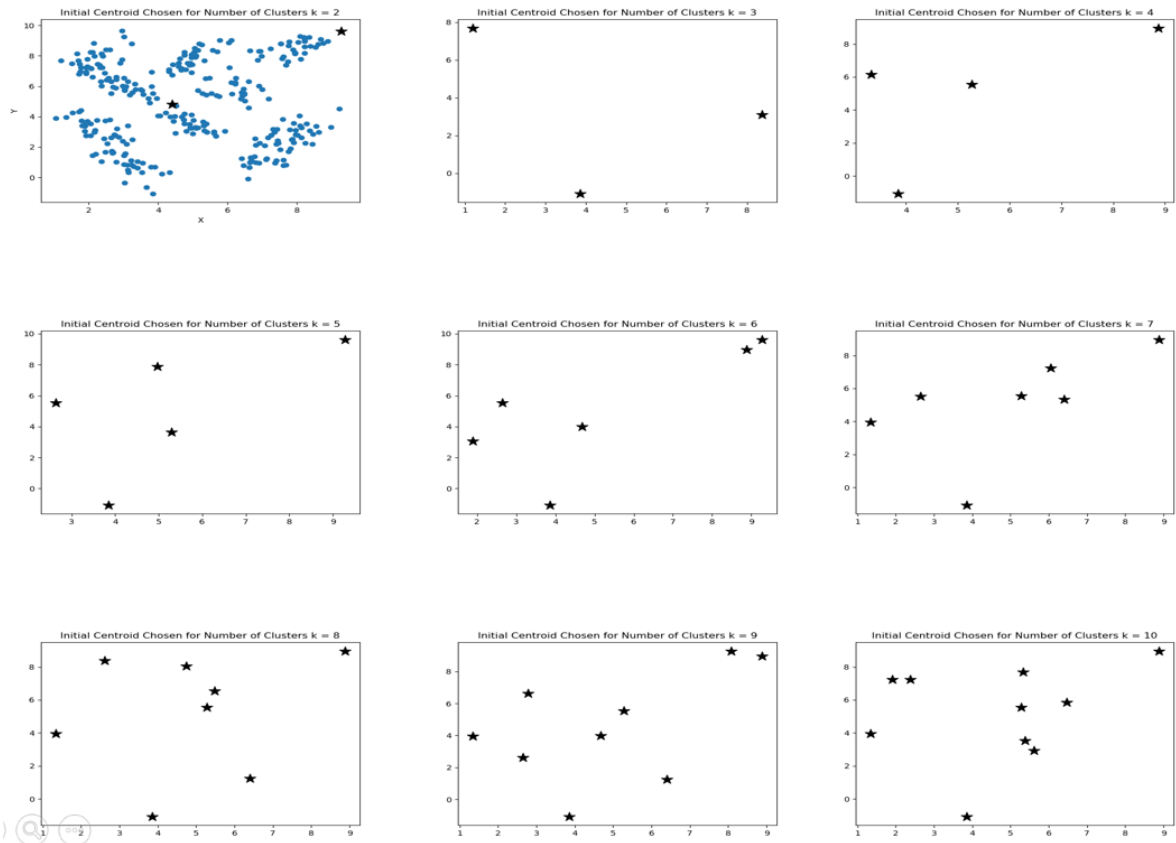 Initial Centroid Chosen for Number of Clusters k = 2
10
8
6
4
2
0
Y
2 4 6 8
X
Initial Centroid Chosen for Number of Clusters k = 3
8
6
4
2
0
1 2 3 4 5 6 7 8
Initial Centroid Chosen for Number of Clusters k = 4
8
6
4
2
0
4 5 6 7 8 9
Initial Centroid Chosen for Number of Clusters k = 5
10
8
6
4
2
0
3 4 5 6 7 8 9
Initial Centroid Chosen for Number of Clusters k = 6
10
8
6
4
2
0
2 3 4 5 6 7 8 9
Initial Centroid Chosen for Number of Clusters k = 7
8
6
4
2
0
1 2 3 4 5 6 7 8 9
Initial Centroid Chosen for Number of Clusters k = 8
8
6
4
2
0
1 2 3 4 5 6 7 8 9
Initial Centroid Chosen for Number of Clusters k = 9
8
6
4
2
0
1 2 3 4 5 6 7 8 9
Initial Centroid Chosen for Number of Clusters k = 10
8
6
4
2
0
1 2 3 4 5 6 7 8 9